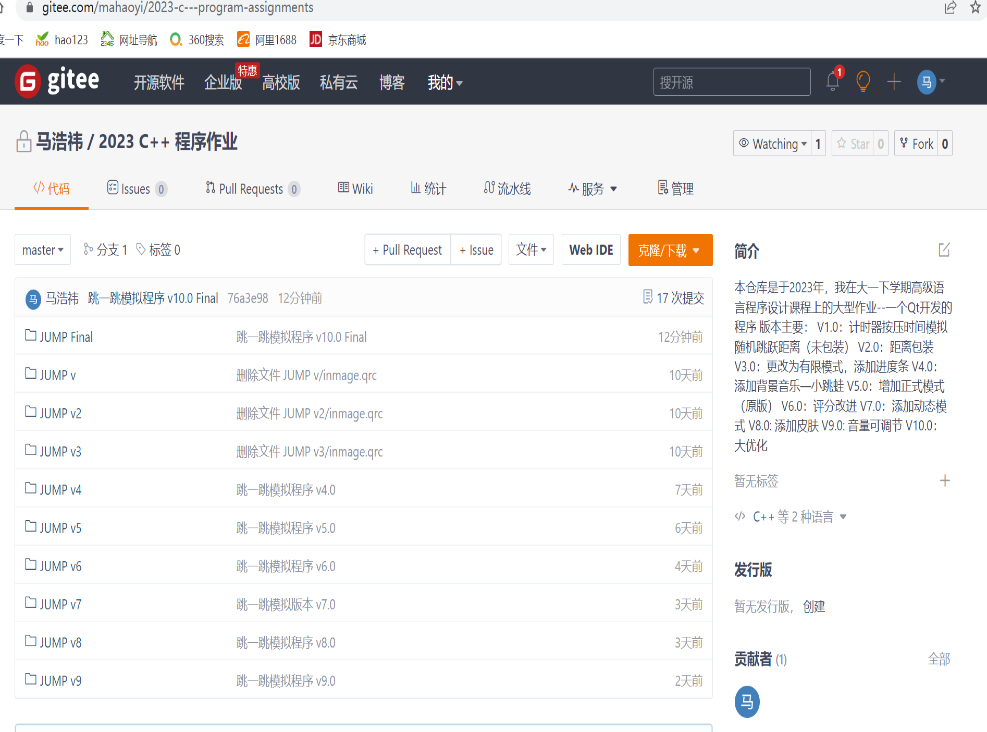 gitee.com/mahaoyi/2023-c---program-assignments
度一下 hao123 网址导航 360搜索 阿里1688 JD 京东商城
G gitee 开源软件 企业版 特惠 高校版 私有云 博客 我的 搜开源 1 马
马浩祎 / 2023 C++ 程序作业 Watching 1 Star 0 Fork 0
代码 Issues 0 Pull Requests 0 Wiki 统计 流水线 服务 管理
master 分支 1 标签 0 + Pull Request + Issue 文件 Web IDE 克隆/下载
马 马浩祎 跳一跳模拟程序 v10.0 Final 76a3e98 12分钟前 17 次提交
JUMP Final 跳一跳模拟程序 v10.0 Final 12分钟前
JUMP v 删除文件 JUMP v/inmage.qrc 10天前
JUMP v2 删除文件 JUMP v2/inmage.qrc 10天前
JUMP v3 删除文件 JUMP v3/inmage.qrc 10天前
JUMP v4 跳一跳模拟程序 v4.0 7天前
JUMP v5 跳一跳模拟程序 v5.0 6天前
JUMP v6 跳一跳模拟程序 v6.0 4天前
JUMP v7 跳一跳模拟版本 v7.0 3天前
JUMP v8 跳一跳模拟程序 v8.0 3天前
JUMP v9 跳一跳模拟程序 v9.0 2天前
简介
本仓库是于2023年，我在大一下学期高级语
言程序设计课程上的大型作业--一个Qt开发的
程序 版本主要： V1.0：计时器按压时间模拟
随机跳跃距离（未包装） V2.0：距离包装
V3.0：更改为有限模式，添加进度条 V4.0：
添加背景音乐—小跳蛙 V5.0：增加正式模式
（原版） V6.0：评分改进 V7.0：添加动态模
式 V8.0: 添加皮肤 V9.0: 音量可调节 V10.0：
大优化
暂无标签
C++ 等 2 种语言
发行版
暂无发行版， 创建
贡献者 (1) 全部
马